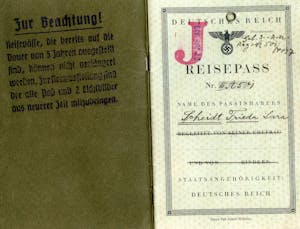 Zur Beachtung!
Reisepässe, die bereits auf die
Dauer von 5 Jahren ausgestellt
sind, können nicht verlängert
werden. Zur Neuausstellung sind
der alte Paß und 2 Lichtbilder
aus neuerer Zeit mitzubringen.
DEUTSCHES REICH
J
REISEPASS
Nr.
NAME DES PASSINHABERS
Scheidt Frieda Sara
BEGLEITET VON SEINER EHEFRAU
UND VON KINDERN
STAATSANGEHÖRIGKEIT:
DEUTSCHES REICH